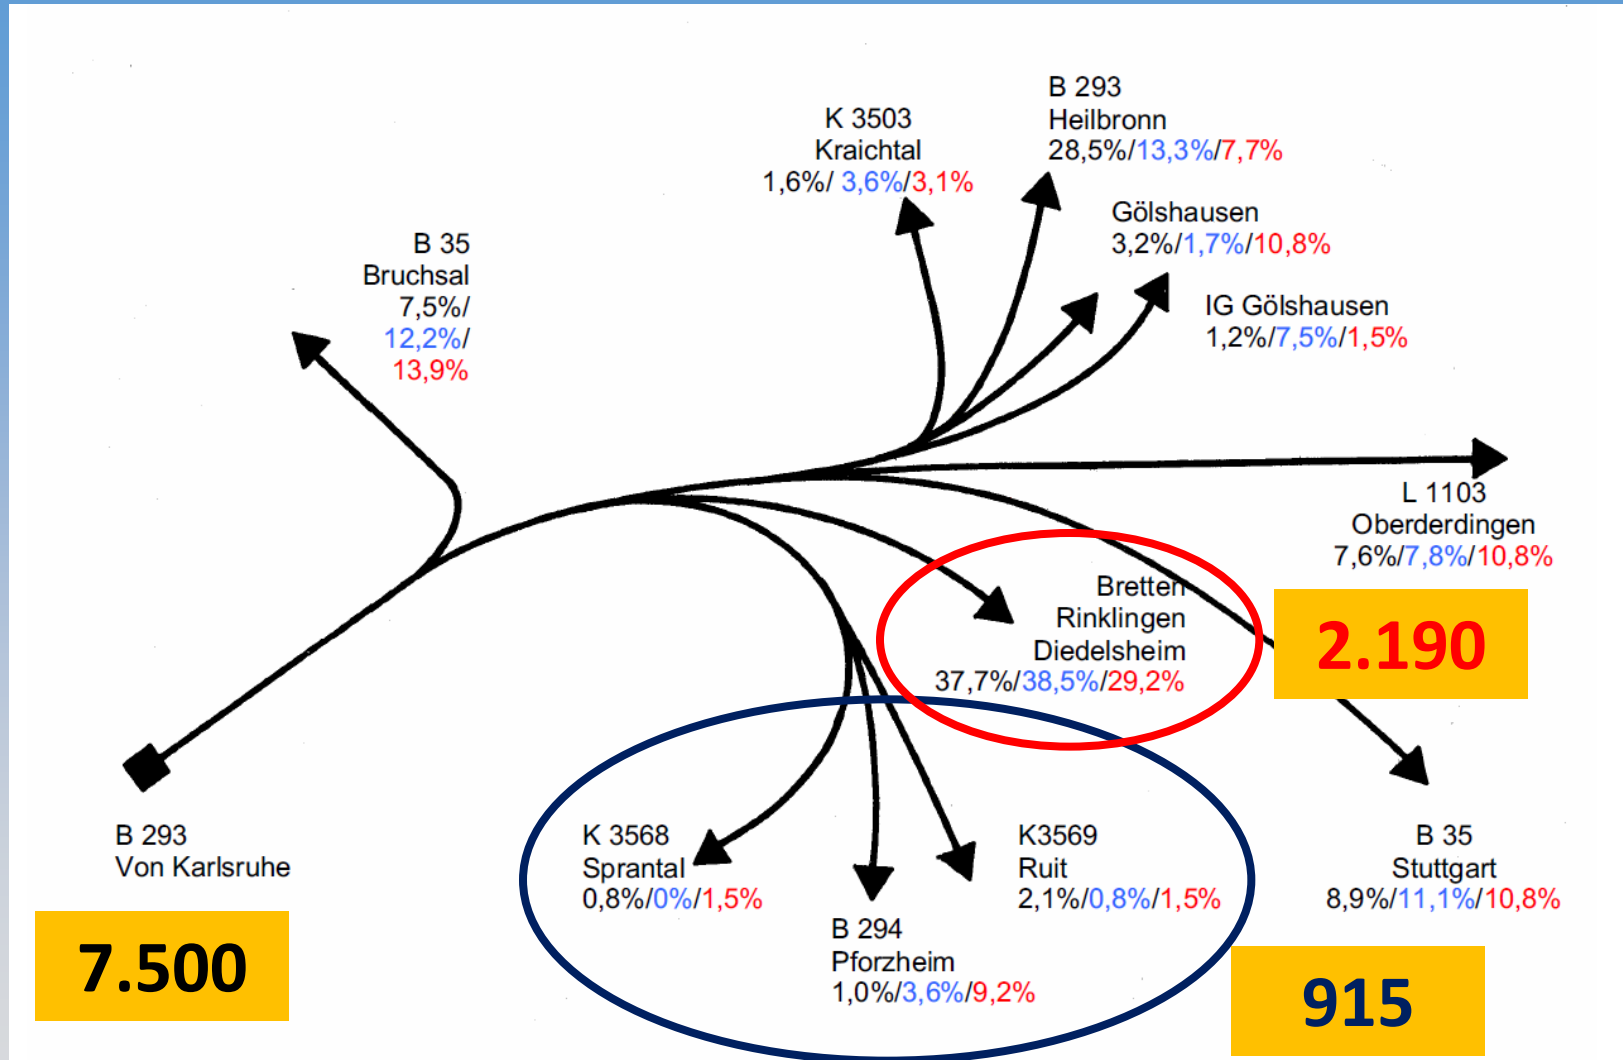 B 293
Heilbronn
28,5%/13,3%/7,7%
K 3503
Kraichtal
1,6%/ 3,6%/3,1%
Gölshausen
3,2%/1,7%/10,8%
B 35
Bruchsal
7,5%/
12,2%/
13,9%
IG Gölshausen
1,2%/7,5%/1,5%
L 1103
Oberderdingen
7,6%/7,8%/10,8%
Bretten
Rinklingen
Diedelsheim
37,7%/38,5%/29,2%
2.190
B 293
Von Karlsruhe
7.500
K 3568
Sprantal
0,8%/0%/1,5%
B 294
Pforzheim
1,0%/3,6%/9,2%
K3569
Ruit
2,1%/0,8%/1,5%
B 35
Stuttgart
8,9%/11,1%/10,8%
915